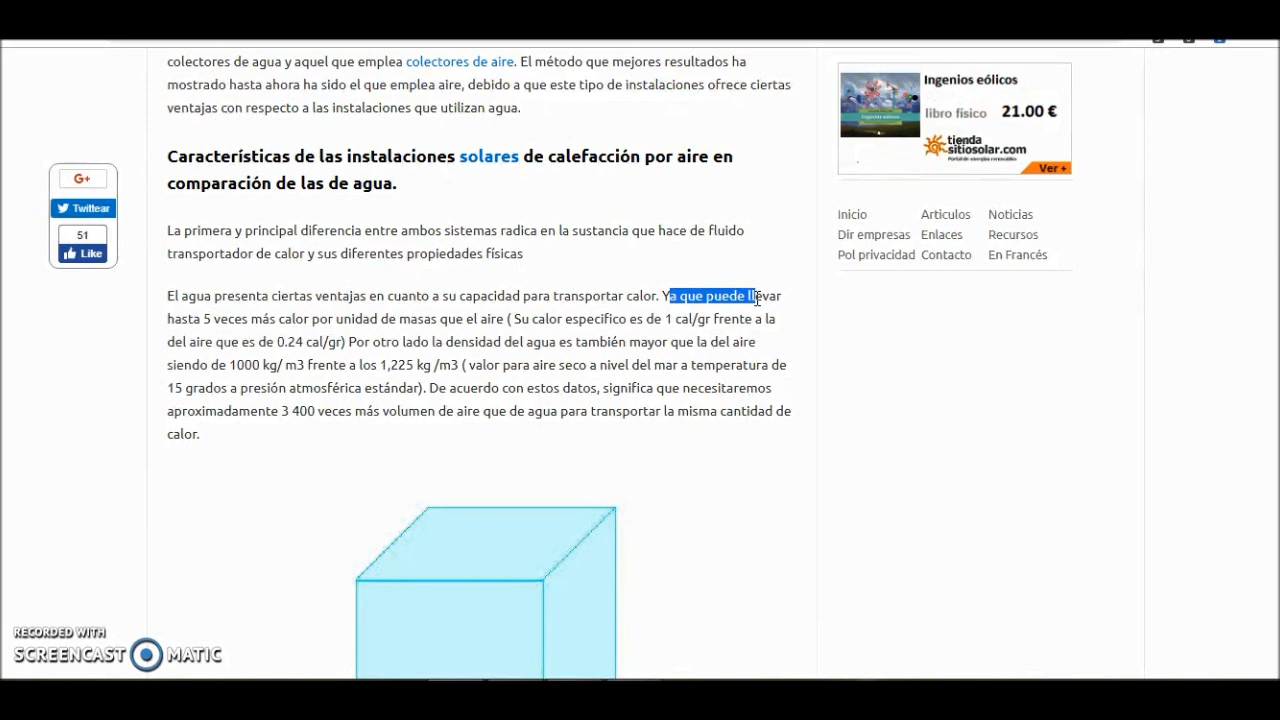 colectores de agua y aquel que emplea colectores de aire. El método que mejores resultados ha
mostrado hasta ahora ha sido el que emplea aire, debido a que este tipo de instalaciones ofrece ciertas
ventajas con respecto a las instalaciones que utilizan agua.
Características de las instalaciones solares de calefacción por aire en
comparación de las de agua.
La primera y principal diferencia entre ambos sistemas radica en la sustancia que hace de fluido
transportador de calor y sus diferentes propiedades físicas
El agua presenta ciertas ventajas en cuanto a su capacidad para transportar calor. Ya que puede llevar
hasta 5 veces más calor por unidad de masas que el aire ( Su calor especifico es de 1 cal/gr frente a la
del aire que es de 0.24 cal/gr) Por otro lado la densidad del agua es también mayor que la del aire
siendo de 1000 kg/ m3 frente a los 1,225 kg /m3 ( valor para aire seco a nivel del mar a temperatura de
15 grados a presión atmosférica estándar). De acuerdo con estos datos, significa que necesitaremos
aproximadamente 3 400 veces más volumen de aire que de agua para transportar la misma cantidad de
calor.
G+
Twittear
51
Like
Ingenios eólicos
libro físico 21.00 €
tienda
sitiosolar.com
Portal de energías renovables
Ver +
Inicio Articulos Noticias
Dir empresas Enlaces Recursos
Pol privacidad Contacto En Francés
RECORDED WITH
SCREENCAST MATIC